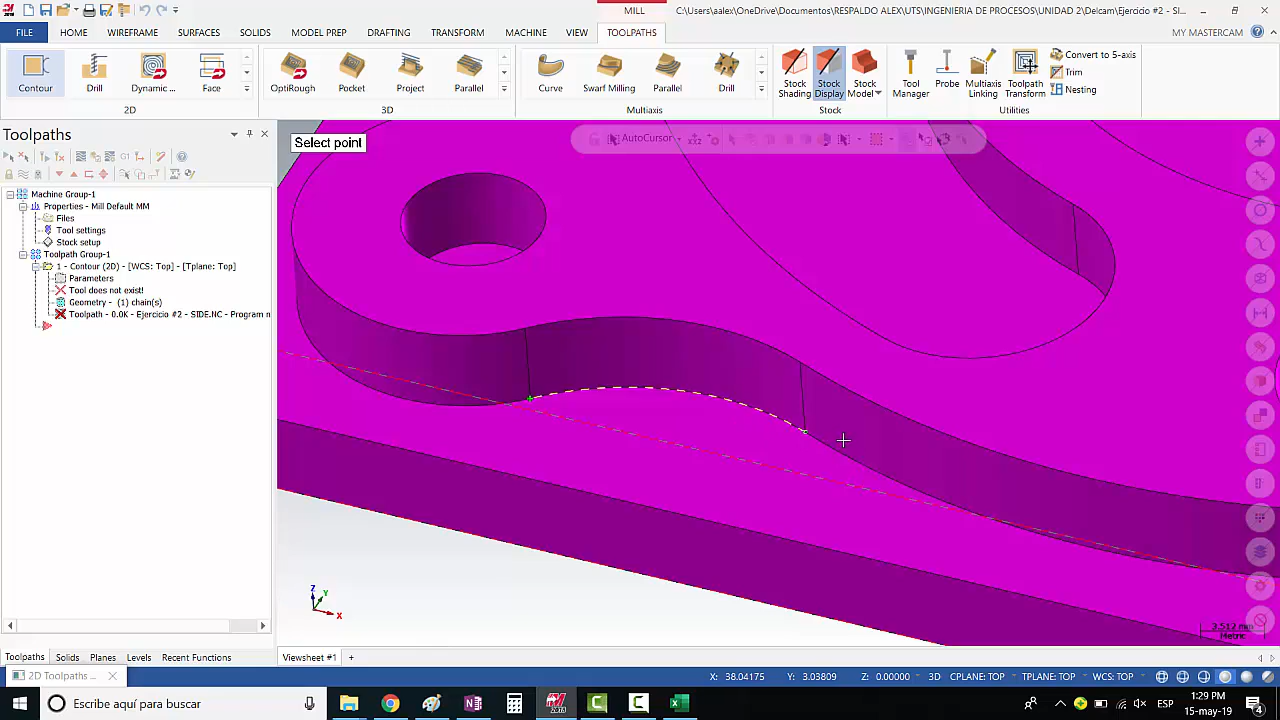 MILL
C:\Users\aalex\OneDrive\Documentos\RESPALDO ALEX\UTS\INGENIERIA DE PROCESOS\UNIDAD 2\Delcam\Ejercicio #2 - SI...
FILE HOME WIREFRAME SURFACES SOLIDS MODEL PREP DRAFTING TRANSFORM MACHINE VIEW TOOLPATHS MY MASTERCAM
Contour Drill Dynamic ... Face
OptiRough Pocket Project Parallel
Curve Swarf Milling Parallel Drill
Stock Shading Stock Display Stock Model
Tool Manager Probe Multiaxis Linking Toolpath Transform
Convert to 5-axis
Trim
Nesting
2D 3D Multiaxis Stock Utilities
Toolpaths
Select point
AutoCursor
Machine Group-1
Properties - Mill Default MM
Files
Tool settings
Stock setup
Toolpath Group-1
1 - Contour (2D) - [WCS: Top] - [Tplane: Top]
Parameters
Tool does not exist!
Geometry - (1) chain(s)
Toolpath - 0.0K - Ejercicio #2 - SIDE.NC - Program n
Z
Y
X
3.512 mm
Metric
Toolpaths Solids Planes Levels Recent Functions
Viewsheet #1 +
2D Toolpaths ...
X: 38.04175 Y: 3.03809 Z: 0.00000 3D CPLANE: TOP TPLANE: TOP WCS: TOP
Escribe aquí para buscar
ESP
1:29 PM
15-may.-19